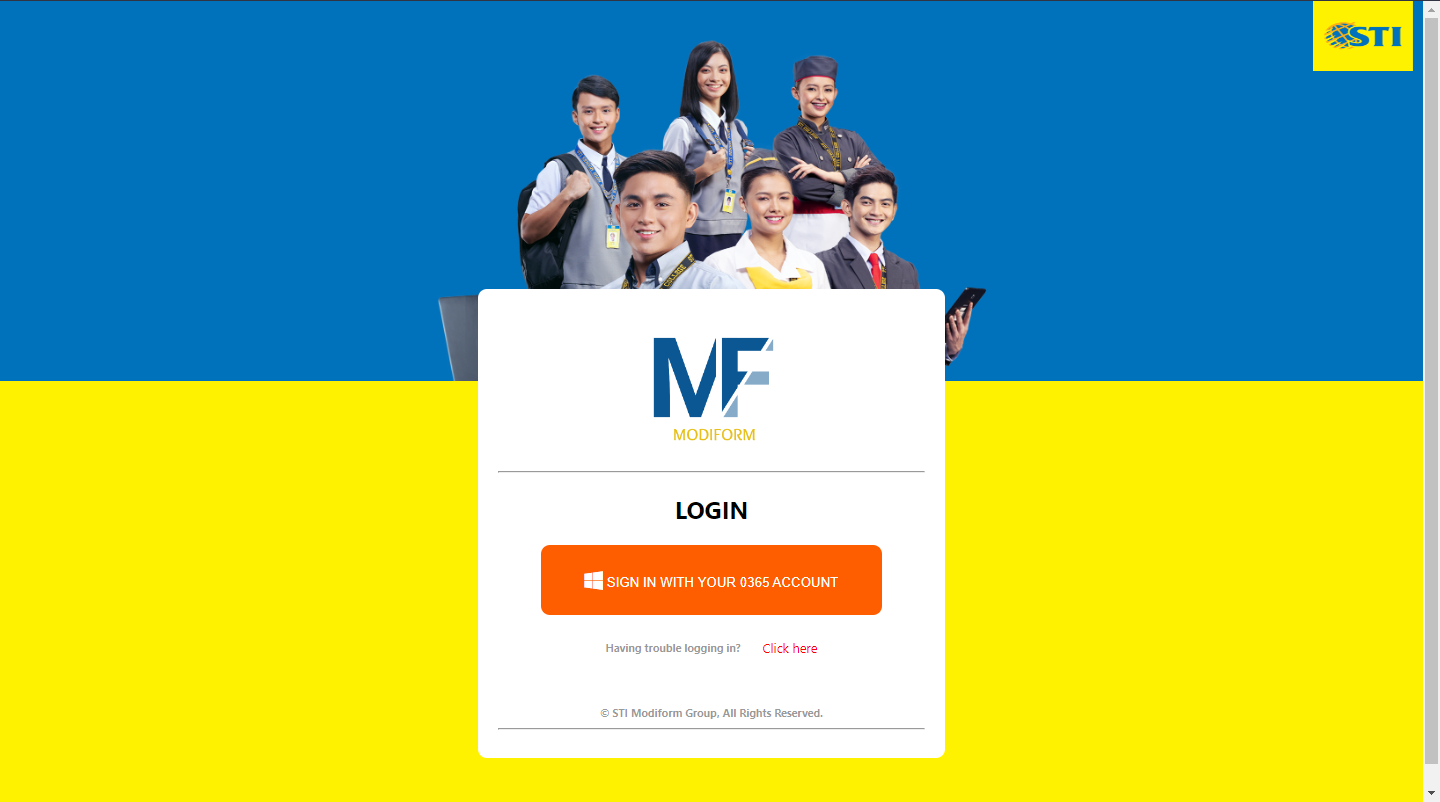 STI
MF
MODIFORM
LOGIN
SIGN IN WITH YOUR 0365 ACCOUNT
Having trouble logging in? Click here
© STI Modiform Group, All Rights Reserved.